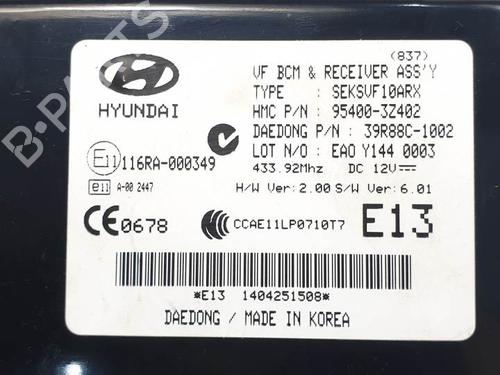 (837)
VF BCM & RECEIVER ASS'Y
TYPE : SEKSVF10ARX
HYUNDAI
HMC P/N : 95400-3Z402
DAEDONG P/N : 39R88C-1002
LOT N/O : EAO Y144 0003
E11 116RA-000349
433.92Mhz DC 12V
H/W Ver: 2.00 S/W Ver: 6.01
e11 A-00 2447
CE 0678
CCAE11LP0710T7
E13
*E13 1404251508*
DAEDONG / MADE IN KOREA
B-PARTS